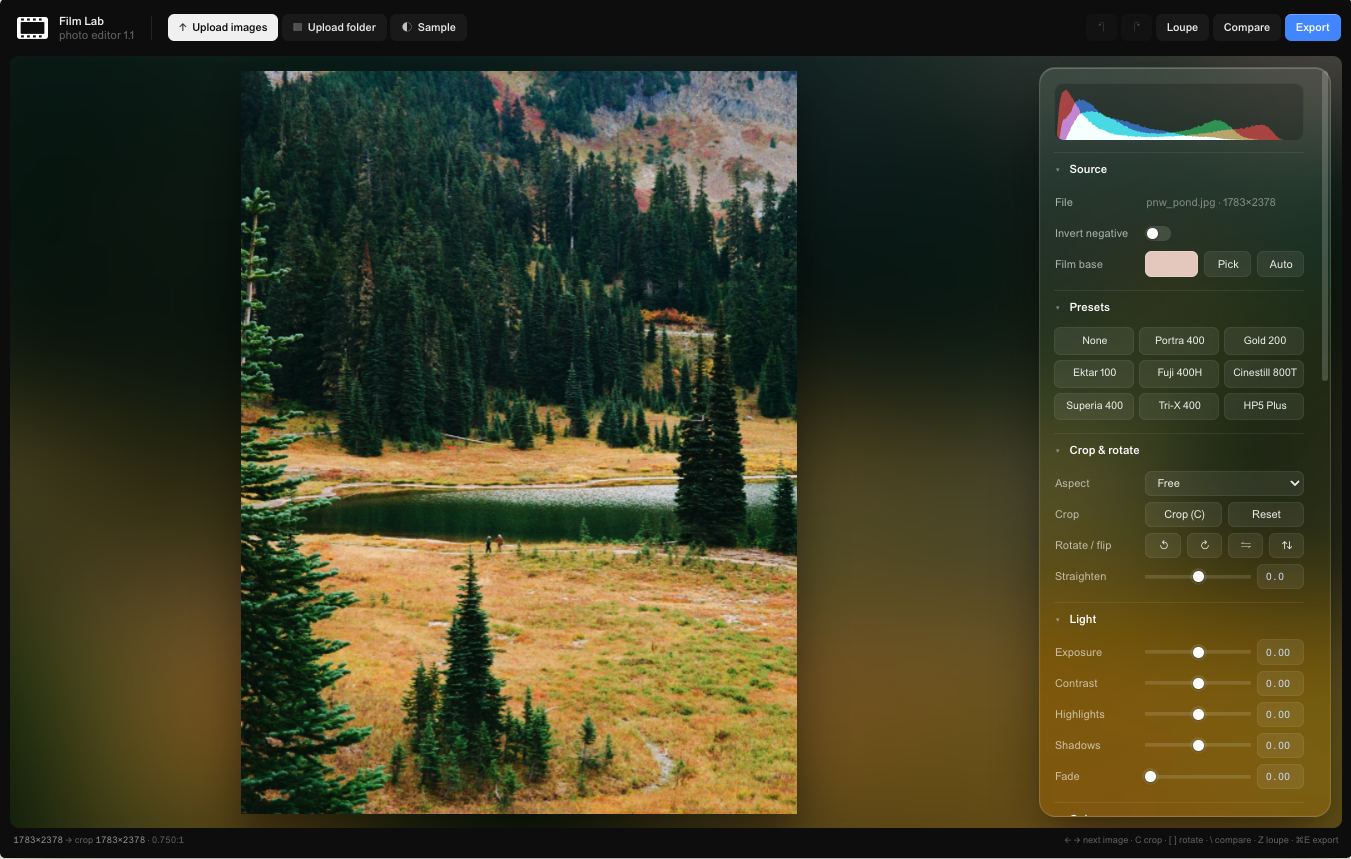 Film Lab
photo editor 1.1
↑ Upload images
Upload folder
Sample
Loupe
Compare
Export
Source
File
pnw_pond.jpg · 1783×2378
Invert negative
Film base
Pick
Auto
Presets
None
Portra 400
Gold 200
Ektar 100
Fuji 400H
Cinestill 800T
Superia 400
Tri-X 400
HP5 Plus
Crop & rotate
Aspect
Free
Crop
Crop (C)
Reset
Rotate / flip
Straighten
0.0
Light
Exposure
0.00
Contrast
0.00
Highlights
0.00
Shadows
0.00
Fade
0.00
1783×2378 → crop 1783×2378 · 0.750:1
← → next image · C crop · [ ] rotate · \ compare · Z loupe · ⌘E export